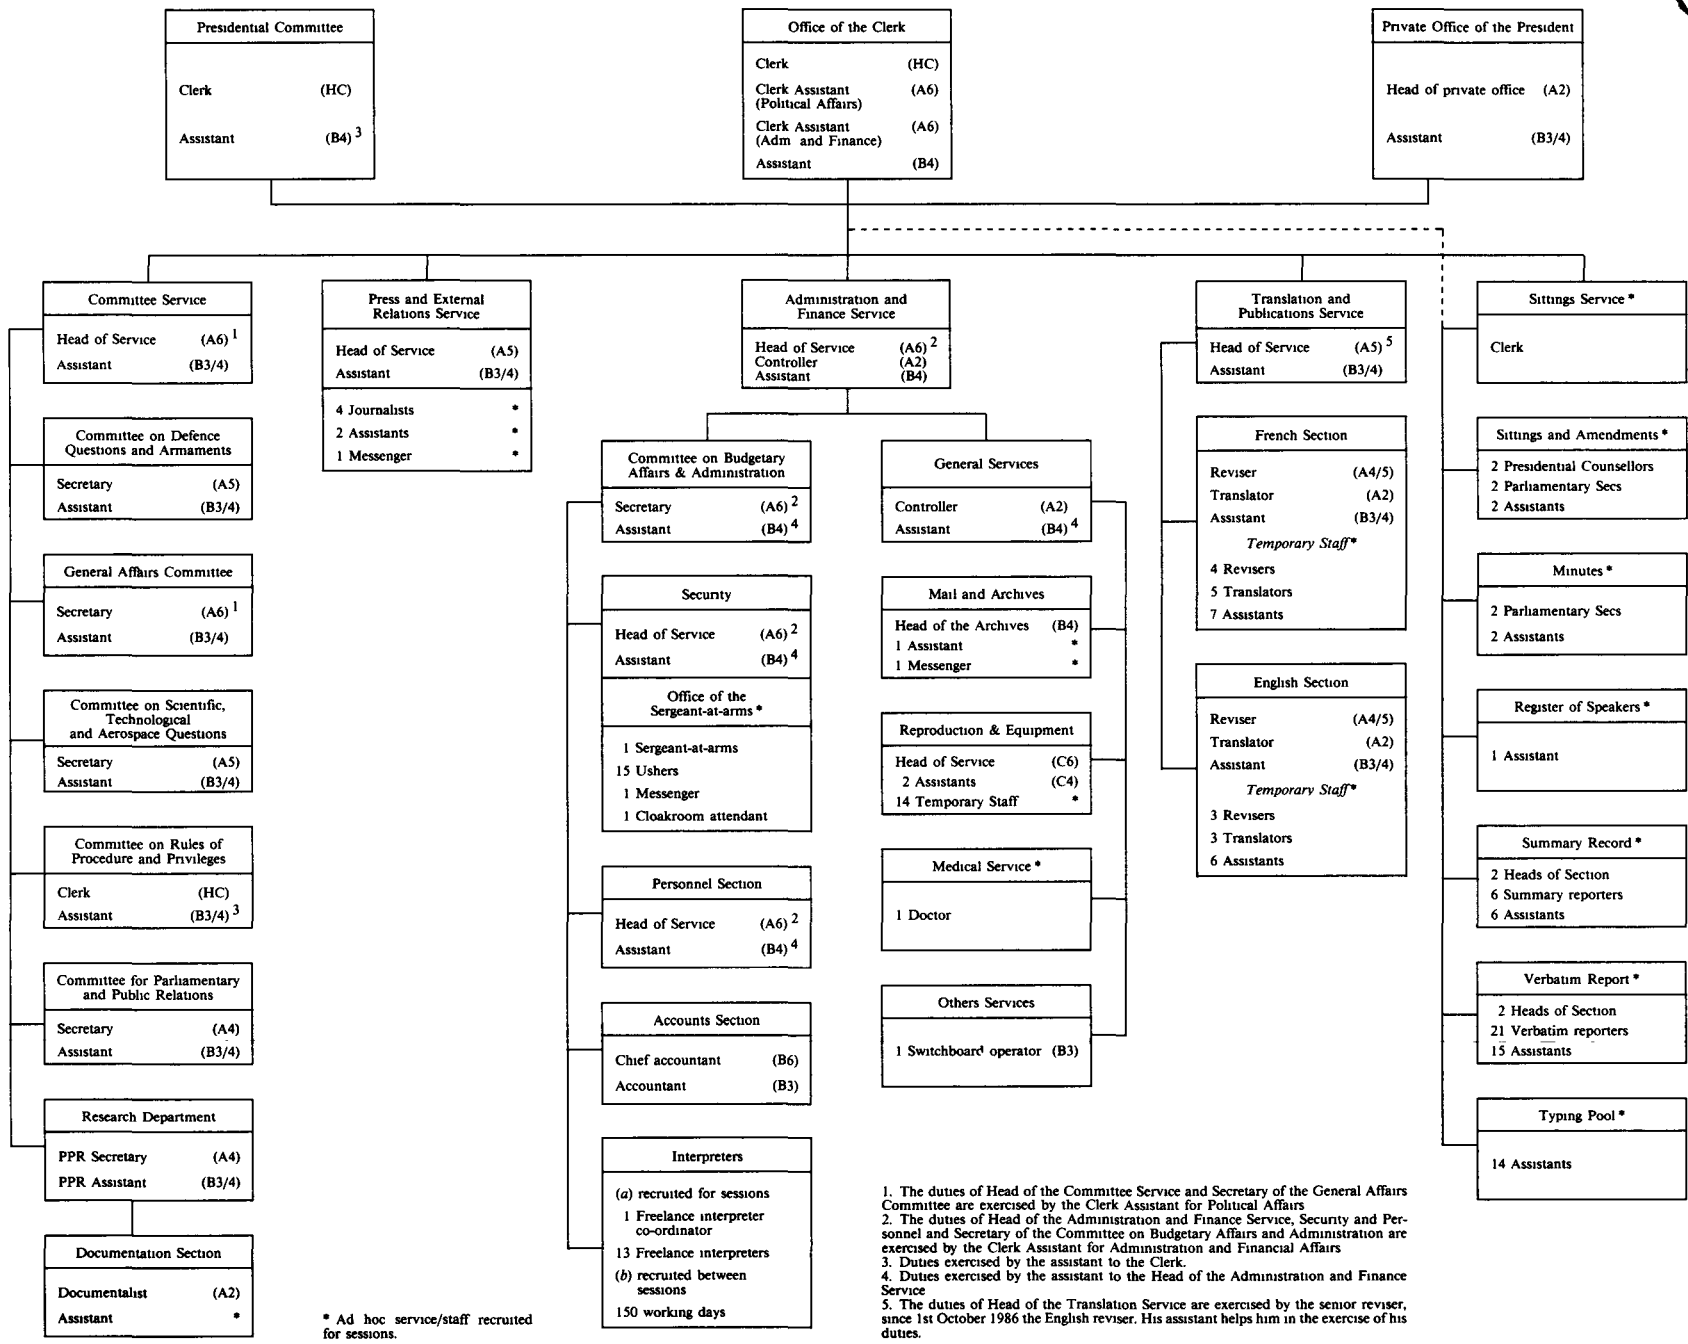 Presidential Committee
Clerk (HC)
Assistant (B4) 3
Office of the Clerk
Clerk (HC)
Clerk Assistant (A6)
(Political Affairs)
Clerk Assistant (A6)
(Adm and Finance)
Assistant (B4)
Private Office of the President
Head of private office (A2)
Assistant (B3/4)
Committee Service
Head of Service (A6) 1
Assistant (B3/4)
Committee on Defence
Questions and Armaments
Secretary (A5)
Assistant (B3/4)
General Affairs Committee
Secretary (A6) 1
Assistant (B3/4)
Committee on Scientific,
Technological
and Aerospace Questions
Secretary (A5)
Assistant (B3/4)
Committee on Rules of
Procedure and Privileges
Clerk (HC)
Assistant (B3/4) 3
Committee for Parliamentary
and Public Relations
Secretary (A4)
Assistant (B3/4)
Research Department
PPR Secretary (A4)
PPR Assistant (B3/4)
Documentation Section
Documentalist (A2)
Assistant *
Press and External
Relations Service
Head of Service (A5)
Assistant (B3/4)
4 Journalists *
2 Assistants *
1 Messenger *
Administration and
Finance Service
Head of Service (A6) 2
Controller (A2)
Assistant (B4)
Committee on Budgetary
Affairs & Administration
Secretary (A6) 2
Assistant (B4) 4
Security
Head of Service (A6) 2
Assistant (B4) 4
Office of the
Sergeant-at-arms *
1 Sergeant-at-arms
15 Ushers
1 Messenger
1 Cloakroom attendant
Personnel Section
Head of Service (A6) 2
Assistant (B4) 4
Accounts Section
Chief accountant (B6)
Accountant (B3)
Interpreters
(a) recruited for sessions
1 Freelance interpreter
co-ordinator
13 Freelance interpreters
(b) recruited between
sessions
150 working days
General Services
Controller (A2)
Assistant (B4) 4
Mail and Archives
Head of the Archives (B4)
1 Assistant *
1 Messenger *
Reproduction & Equipment
Head of Service (C6)
2 Assistants (C4)
14 Temporary Staff *
Medical Service *
1 Doctor
Others Services
1 Switchboard operator (B3)
Translation and
Publications Service
Head of Service (A5) 5
Assistant (B3/4)
French Section
Reviser (A4/5)
Translator (A2)
Assistant (B3/4)
Temporary Staff*
4 Revisers
5 Translators
7 Assistants
English Section
Reviser (A4/5)
Translator (A2)
Assistant (B3/4)
Temporary Staff*
3 Revisers
3 Translators
6 Assistants
Sittings Service *
Clerk
Sittings and Amendments *
2 Presidential Counsellors
2 Parliamentary Secs
2 Assistants
Minutes *
2 Parliamentary Secs
2 Assistants
Register of Speakers *
1 Assistant
Summary Record *
2 Heads of Section
6 Summary reporters
6 Assistants
Verbatim Report *
2 Heads of Section
21 Verbatim reporters
15 Assistants
Typing Pool *
14 Assistants
* Ad hoc service/staff recruited
for sessions.
1. The duties of Head of the Committee Service and Secretary of the General Affairs
Committee are exercised by the Clerk Assistant for Political Affairs
2. The duties of Head of the Administration and Finance Service, Security and Per-
sonnel and Secretary of the Committee on Budgetary Affairs and Administration are
exercised by the Clerk Assistant for Administration and Financial Affairs
3. Duties exercised by the assistant to the Clerk.
4. Duties exercised by the assistant to the Head of the Administration and Finance
Service
5. The duties of Head of the Translation Service are exercised by the senior reviser,
since 1st October 1986 the English reviser. His assistant helps him in the exercise of his
duties.